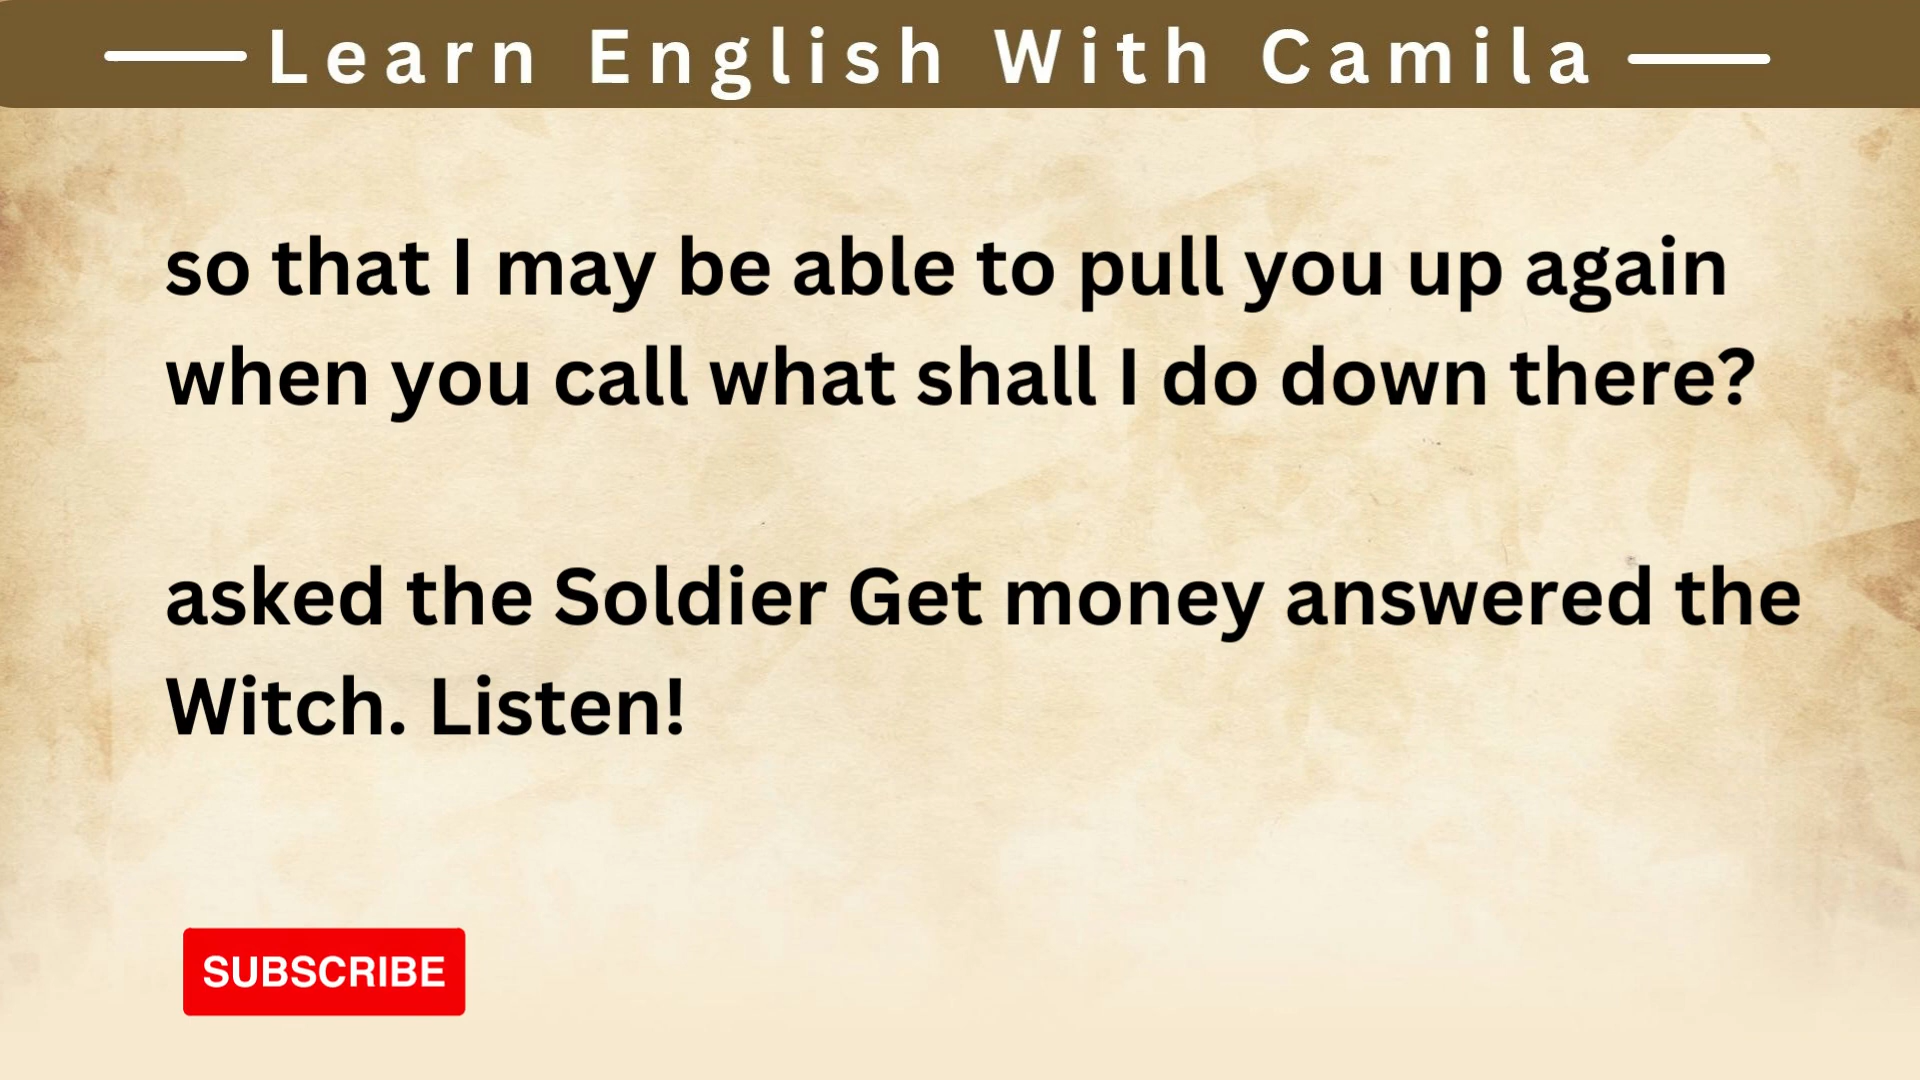 Learn English With Camila
so that I may be able to pull you up again
when you call what shall I do down there?
asked the Soldier Get money answered the
Witch. Listen!
SUBSCRIBE